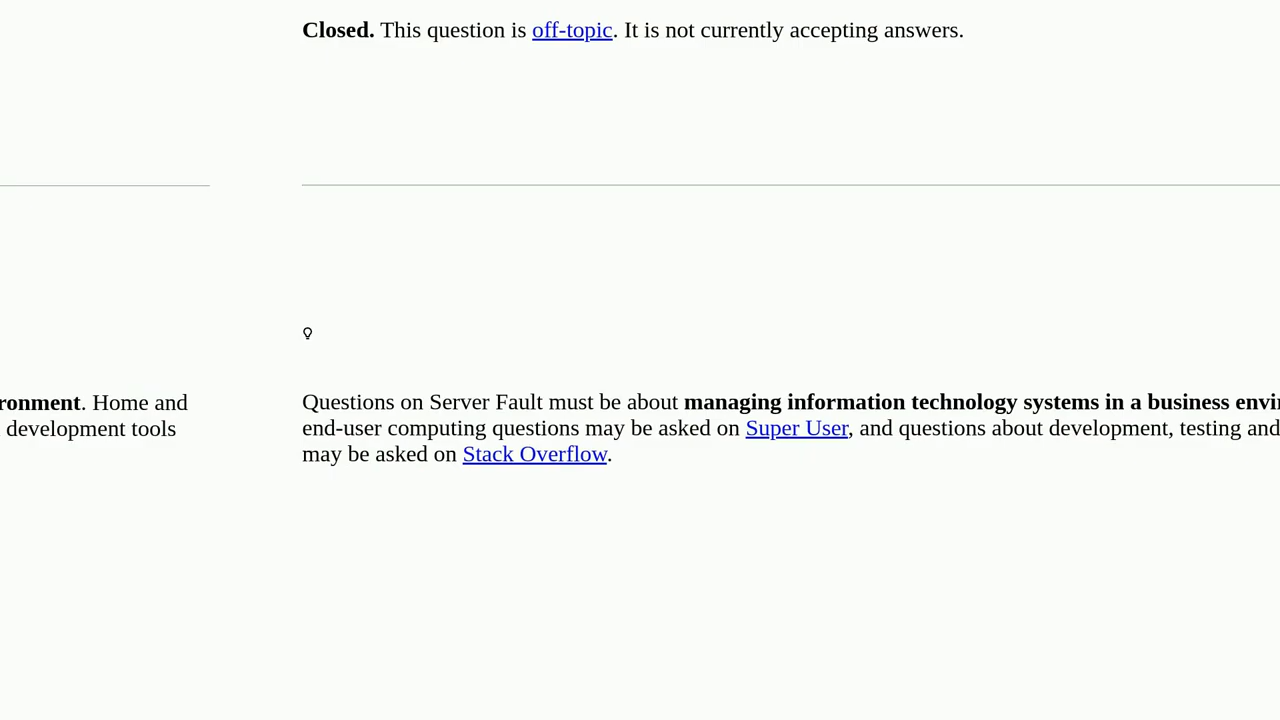 Closed. This question is off-topic. It is not currently accepting answers.
ronment. Home and
development tools
Questions on Server Fault must be about managing information technology systems in a business envi
end-user computing questions may be asked on Super User, and questions about development, testing and
may be asked on Stack Overflow.